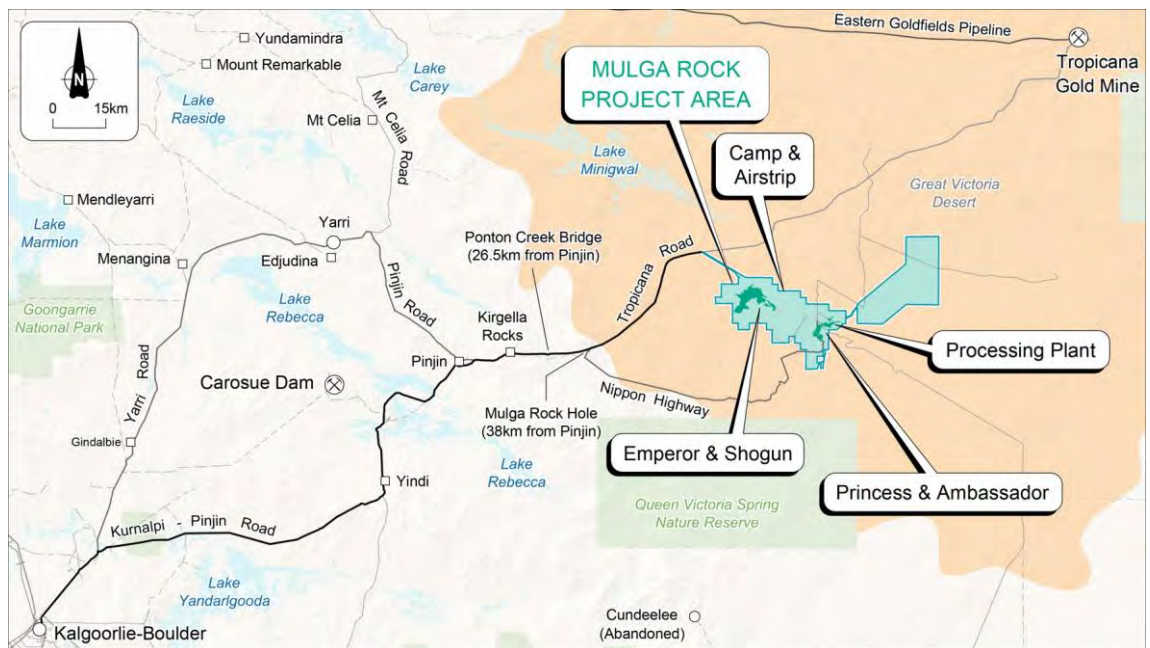 Eastern Goldfields Pipeline
Tropicana
Gold Mine
N
0 15km
Yundamindra
Mount Remarkable
Lake
Carey
Lake
Raeside
Mt Celia
Mt Celia Road
MULGA ROCK
PROJECT AREA
Camp &
Airstrip
Lake
Minigwal
Great Victoria
Desert
Mendleyarri
Lake
Marmion
Menangina
Yarri
Edjudina
Ponton Creek Bridge
(26.5km from Pinjin)
Tropicana Road
Goongarrie
National Park
Lake
Rebecca
Pinjin Road
Kirgella
Rocks
Pinjin
Processing Plant
Yarri Road
Carosue Dam
Nippon Highway
Mulga Rock Hole
(38km from Pinjin)
Emperor & Shogun
Gindalbie
Lake
Rebecca
Yindi
Princess & Ambassador
Queen Victoria Spring
Nature Reserve
Kurnalpi - Pinjin Road
Lake
Yandarlgooda
Cundeelee
(Abandoned)
Kalgoorlie-Boulder